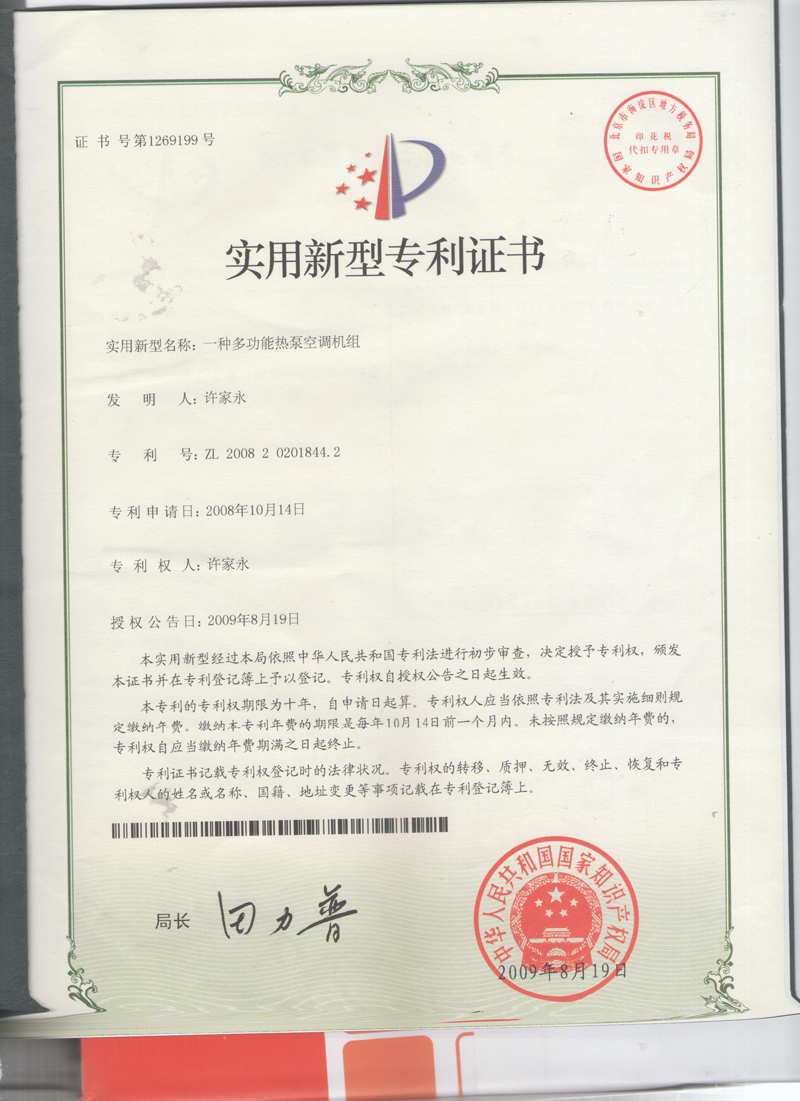 证 书 号第1269199号
北京市海淀区地方税务局
印花税
代扣专用章
国家知识产权局
实用新型专利证书
实用新型名称：一种多功能热泵空调机组
发 明 人：许家永
专 利 号：ZL 2008 2 0201844.2
专利申请日：2008年10月14日
专 利 权 人：许家永
授权公告日：2009年8月19日
本实用新型经过本局依照中华人民共和国专利法进行初步审查，决定授予专利权，颁发
本证书并在专利登记簿上予以登记。专利权自授权公告之日起生效。
本专利的专利权期限为十年，自申请日起算。专利权人应当依照专利法及其实施细则规
定缴纳年费。缴纳本专利年费的期限是每年10月14日前一个月内。未按照规定缴纳年费的，
专利权自应当缴纳年费期满之日起终止。
专利证书记载专利权登记时的法律状况。专利权的转移、质押、无效、终止、恢复和专
利权人的姓名或名称、国籍、地址变更等事项记载在专利登记簿上。
局长 田力普
中华人民共和国国家知识产权局
2009年8月19日